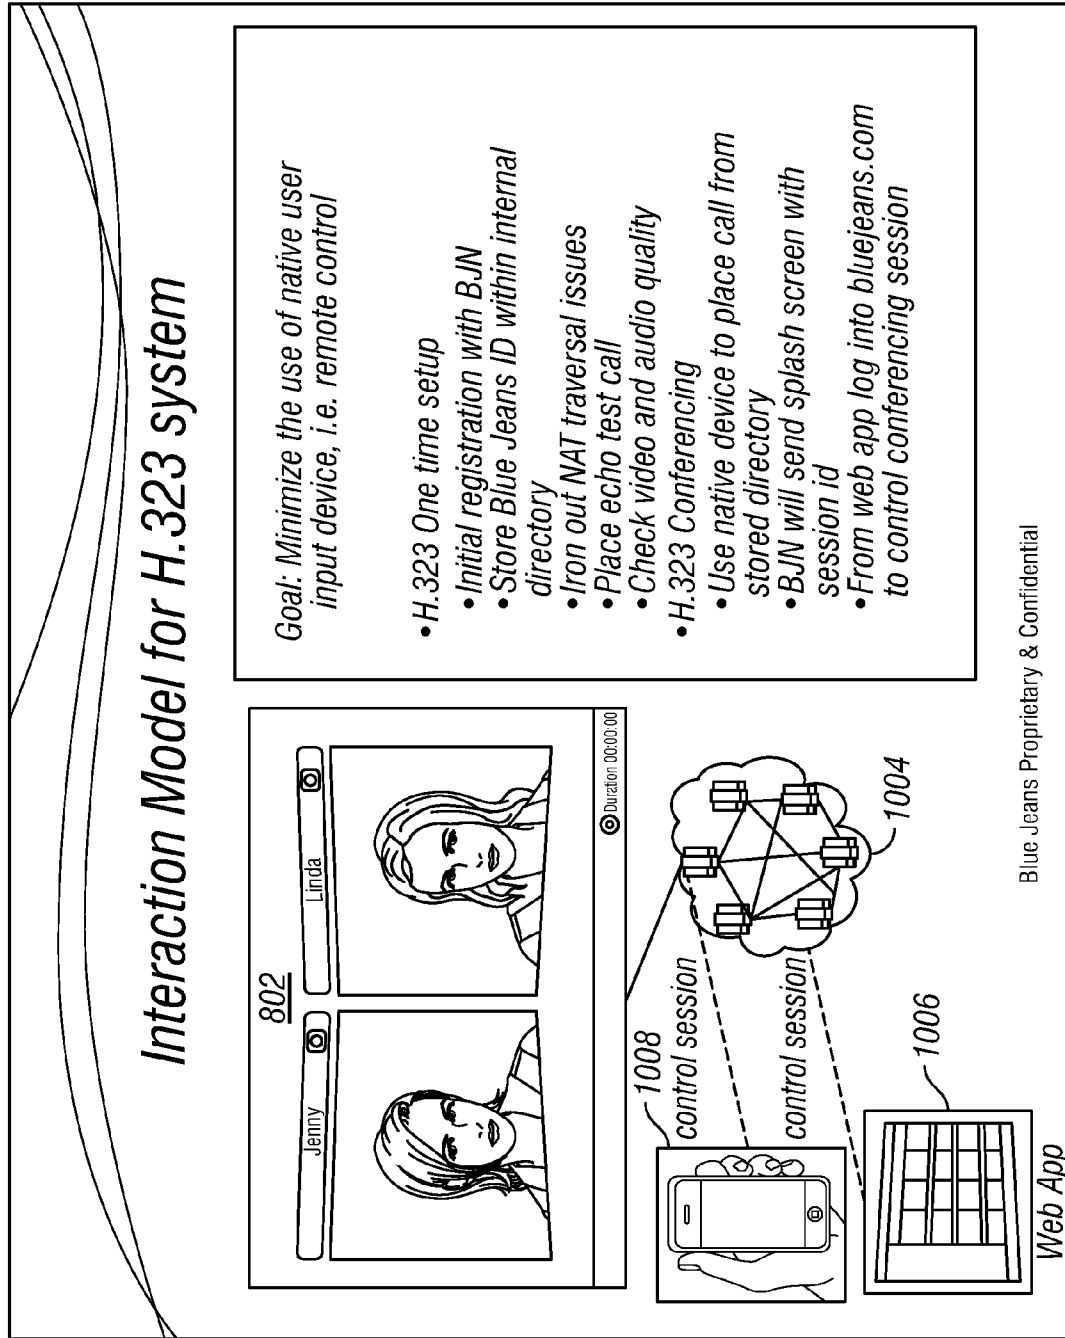 Interaction Model for H.323 system
802
Jenny
Linda
Duration 00:00:00
1008
control session
control session
1004
1006
Web App
Goal: Minimize the use of native user
input device, i.e. remote control
•H.323 One time setup
•Initial registration with BJN
•Store Blue Jeans ID within internal
directory
•Iron out NAT traversal issues
•Place echo test call
•Check video and audio quality
•H.323 Conferencing
•Use native device to place call from
stored directory
•BJN will send splash screen with
session id
•From web app log into bluejeans.com
to control conferencing session
Blue Jeans Proprietary & Confidential